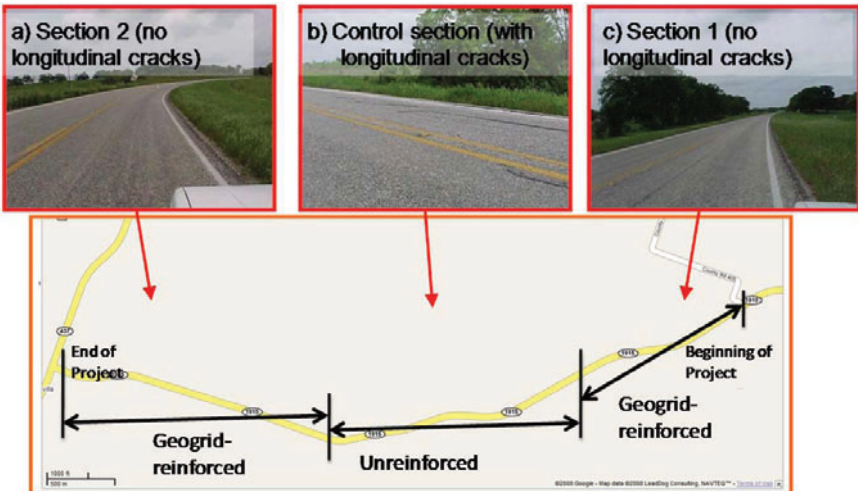 a) Section 2 (no
longitudinal cracks)
b) Control section (with
longitudinal cracks)
c) Section 1 (no
longitudinal cracks)
County Rd 405
1915
437
End of
Project
1915
Beginning of
Project
1915
1915
1915
Geogrid-
reinforced
Unreinforced
Geogrid-
reinforced
1000 ft
500 m
©2008 Google - Map data ©2008 LeadDog Consulting, NAVTEQ™ - Terms of Use